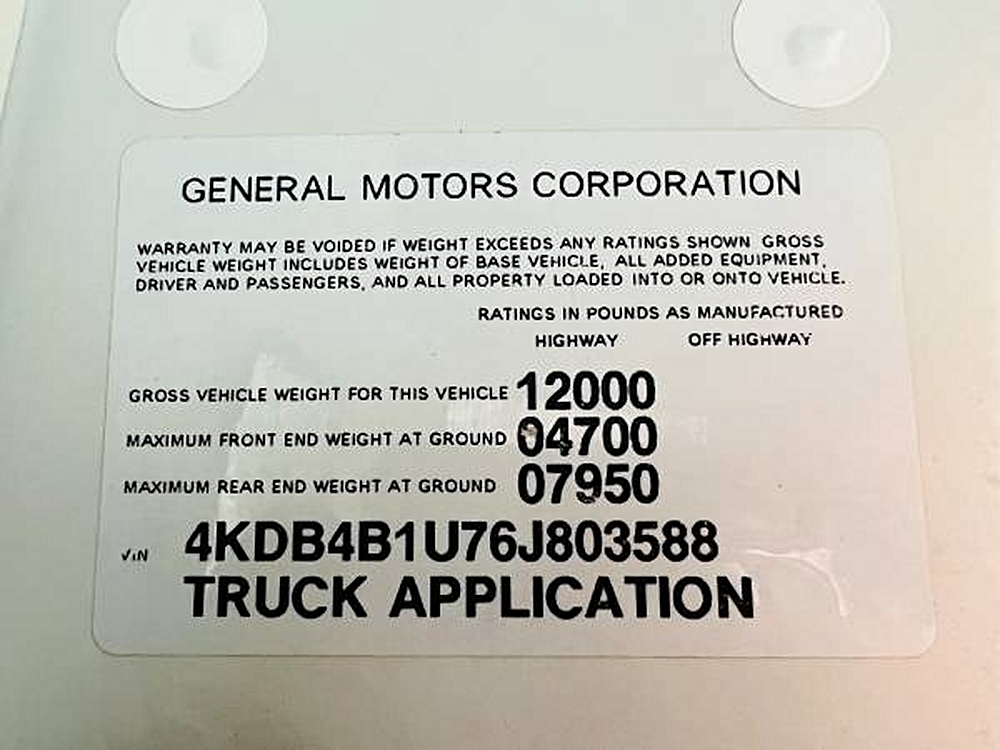 GENERAL MOTORS CORPORATION
WARRANTY MAY BE VOIDED IF WEIGHT EXCEEDS ANY RATINGS SHOWN GROSS
VEHICLE WEIGHT INCLUDES WEIGHT OF BASE VEHICLE, ALL ADDED EQUIPMENT,
DRIVER AND PASSENGERS, AND ALL PROPERTY LOADED INTO OR ONTO VEHICLE.
RATINGS IN POUNDS AS MANUFACTURED
HIGHWAY OFF HIGHWAY
GROSS VEHICLE WEIGHT FOR THIS VEHICLE 12000
MAXIMUM FRONT END WEIGHT AT GROUND 04700
MAXIMUM REAR END WEIGHT AT GROUND 07950
VIN 4KDB4B1U76J803588
TRUCK APPLICATION